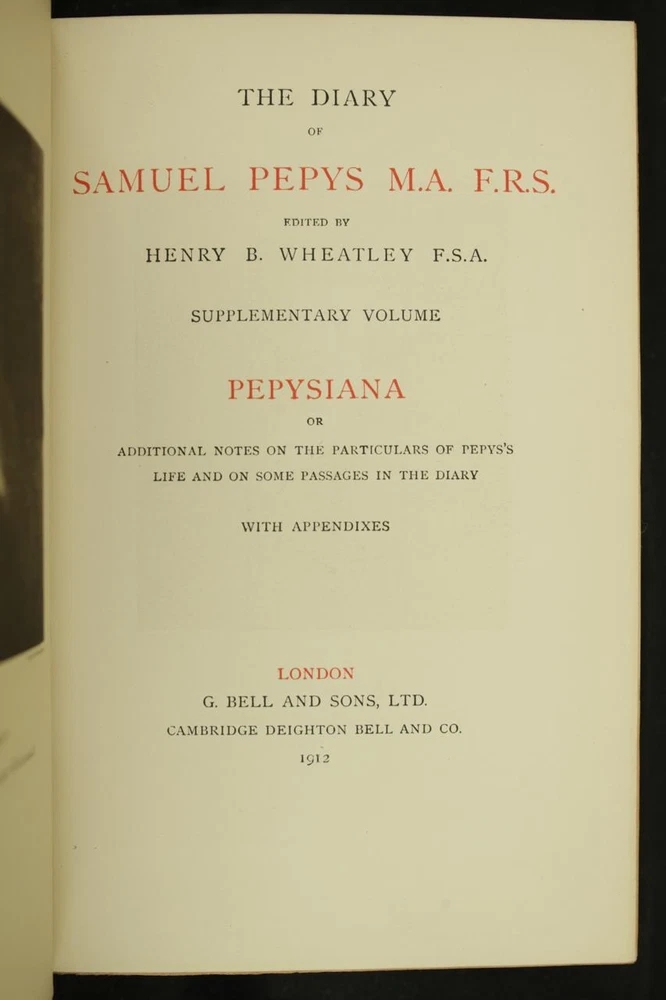 THE DIARY
OF
SAMUEL PEPYS M.A. F.R.S.
EDITED BY
HENRY B. WHEATLEY F.S.A.
SUPPLEMENTARY VOLUME
PEPYSIANA
OR
ADDITIONAL NOTES ON THE PARTICULARS OF PEPYS'S
LIFE AND ON SOME PASSAGES IN THE DIARY
WITH APPENDIXES
LONDON
G. BELL AND SONS, LTD.
CAMBRIDGE DEIGHTON BELL AND CO.
1912